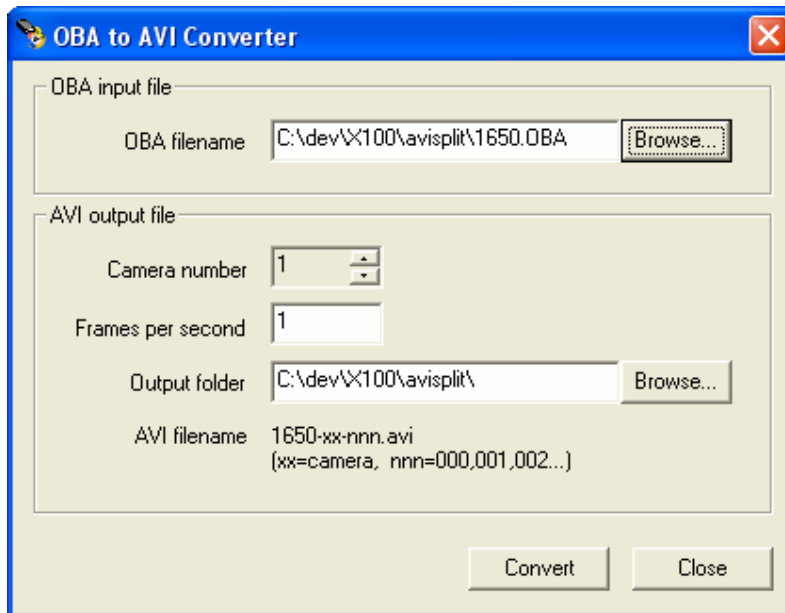 OBA to AVI Converter
OBA input file
OBA filename C:\dev\X100\avisplit\1650.OBA Browse...
AVI output file
Camera number 1
Frames per second 1
Output folder C:\dev\X100\avisplit\ Browse...
AVI filename 1650-xx-nnn.avi
(xx=camera, nnn=000,001,002...)
Convert Close